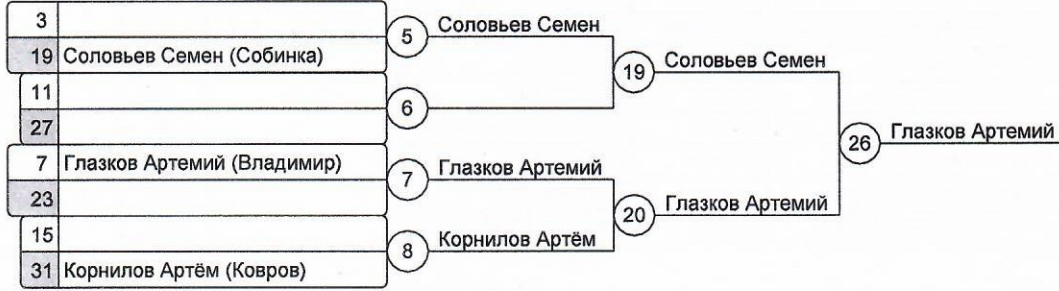 3
19 Соловьев Семен (Собинка)
11
27
7 Глазков Артемий (Владимир)
23
15
31 Корнилов Артём (Ковров)
5 Соловьев Семен
6
7 Глазков Артемий
8 Корнилов Артём
19 Соловьев Семен
20 Глазков Артемий
26 Глазков Артемий